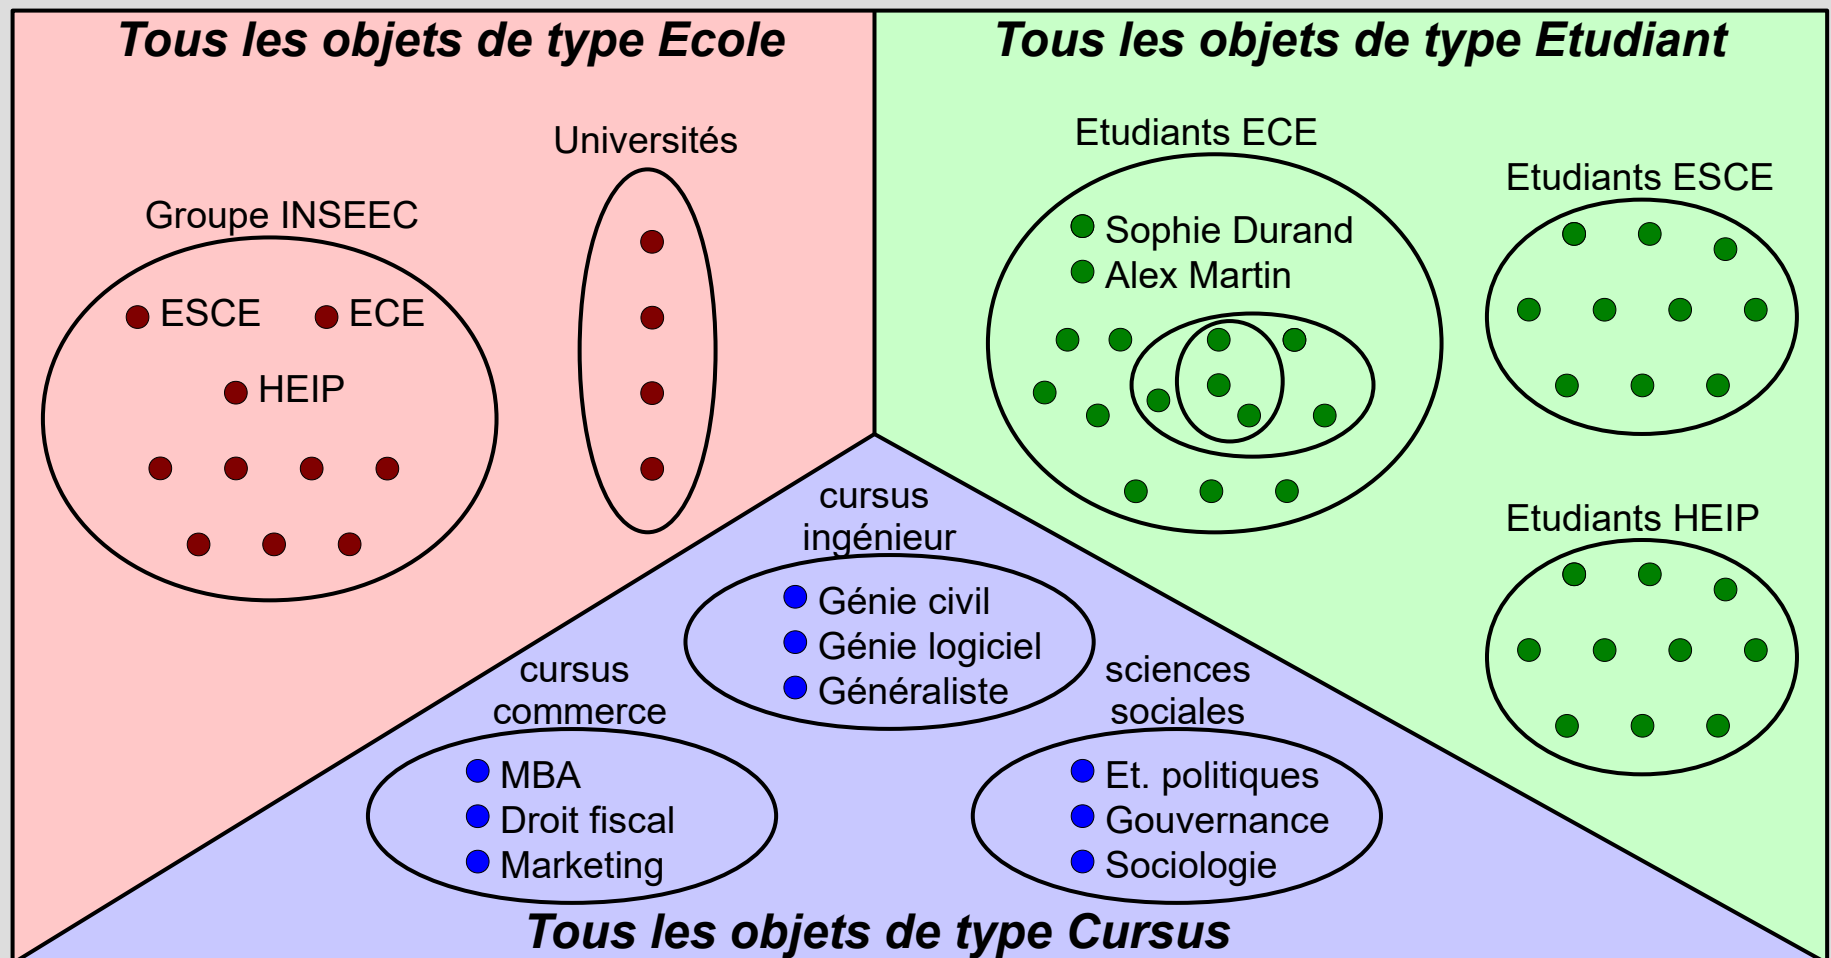 Tous les objets de type Ecole
Tous les objets de type Etudiant
Universités
Groupe INSEEC
ESCE
ECE
HEIP
Etudiants ECE
Sophie Durand
Alex Martin
Etudiants ESCE
Etudiants HEIP
cursus
ingénieur
Génie civil
Génie logiciel
Généraliste
cursus
commerce
MBA
Droit fiscal
Marketing
sciences
sociales
Et. politiques
Gouvernance
Sociologie
Tous les objets de type Cursus